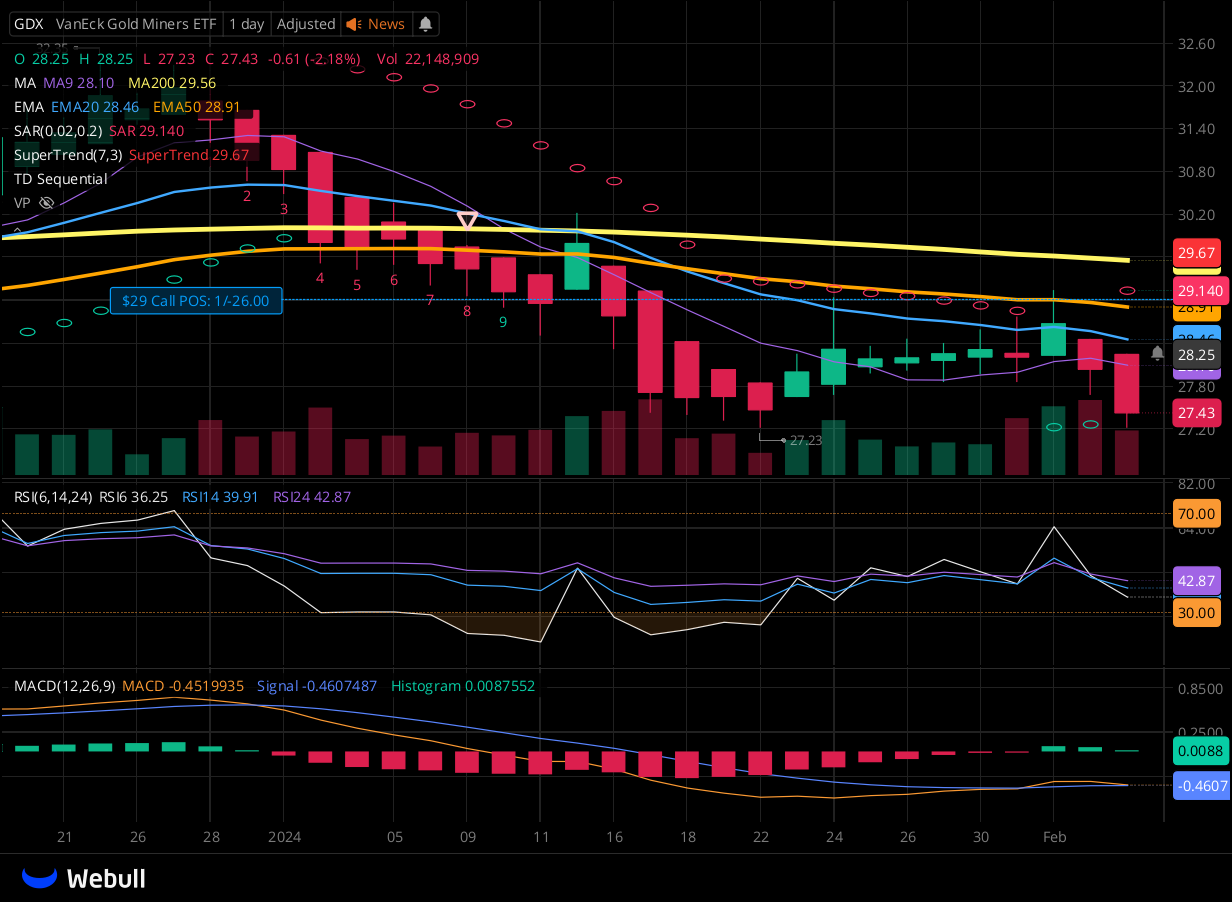 GDX VanEck Gold Miners ETF 1 day Adjusted News
O 28.25 H 28.25 L 27.23 C 27.43 -0.61 (-2.18%) Vol 22,148,909
MA MA9 28.10 MA200 29.56
EMA EMA20 28.46 EMA50 28.91
SAR(0.02,0.2) SAR 29.140
SuperTrend(7,3) SuperTrend 29.67
TD Sequential
VP
2
3
4
5
6
7
8
9
$29 Call POS: 1/-26.00
27.23
32.60
32.00
31.40
30.80
30.20
29.67
29.140
28.91
28.46
28.25
27.80
27.43
27.20
RSI(6,14,24) RSI6 36.25 RSI14 39.91 RSI24 42.87
82.00
70.00
64.00
42.87
30.00
MACD(12,26,9) MACD -0.4519935 Signal -0.4607487 Histogram 0.0087552
0.8500
0.2500
0.0088
-0.4607
21 26 28 2024 05 09 11 16 18 22 24 26 30 Feb
Webull